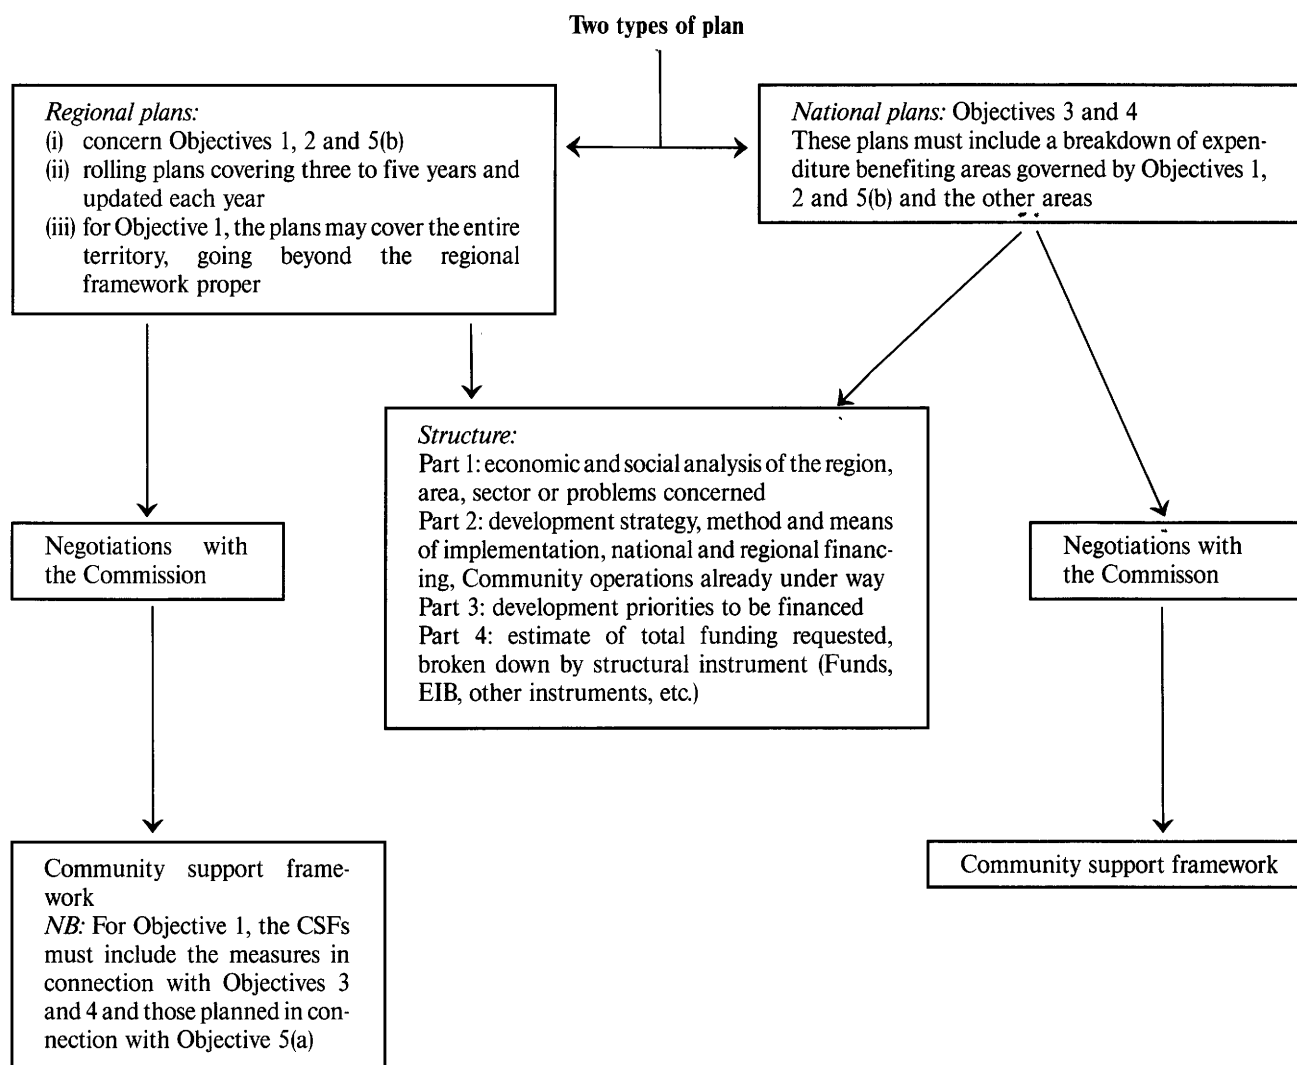 Two types of plan
Regional plans:
(i) concern Objectives 1, 2 and 5(b)
(ii) rolling plans covering three to five years and
updated each year
(iii) for Objective 1, the plans may cover the entire
territory, going beyond the regional
framework proper
National plans: Objectives 3 and 4
These plans must include a breakdown of expen-
diture benefiting areas governed by Objectives 1,
2 and 5(b) and the other areas
Structure:
Part 1: economic and social analysis of the region,
area, sector or problems concerned
Part 2: development strategy, method and means
of implementation, national and regional financ-
ing, Community operations already under way
Part 3: development priorities to be financed
Part 4: estimate of total funding requested,
broken down by structural instrument (Funds,
EIB, other instruments, etc.)
Negotiations with
the Commission
Negotiations with
the Commisson
Community support frame-
work
NB: For Objective 1, the CSFs
must include the measures in
connection with Objectives 3
and 4 and those planned in con-
nection with Objective 5(a)
Community support framework